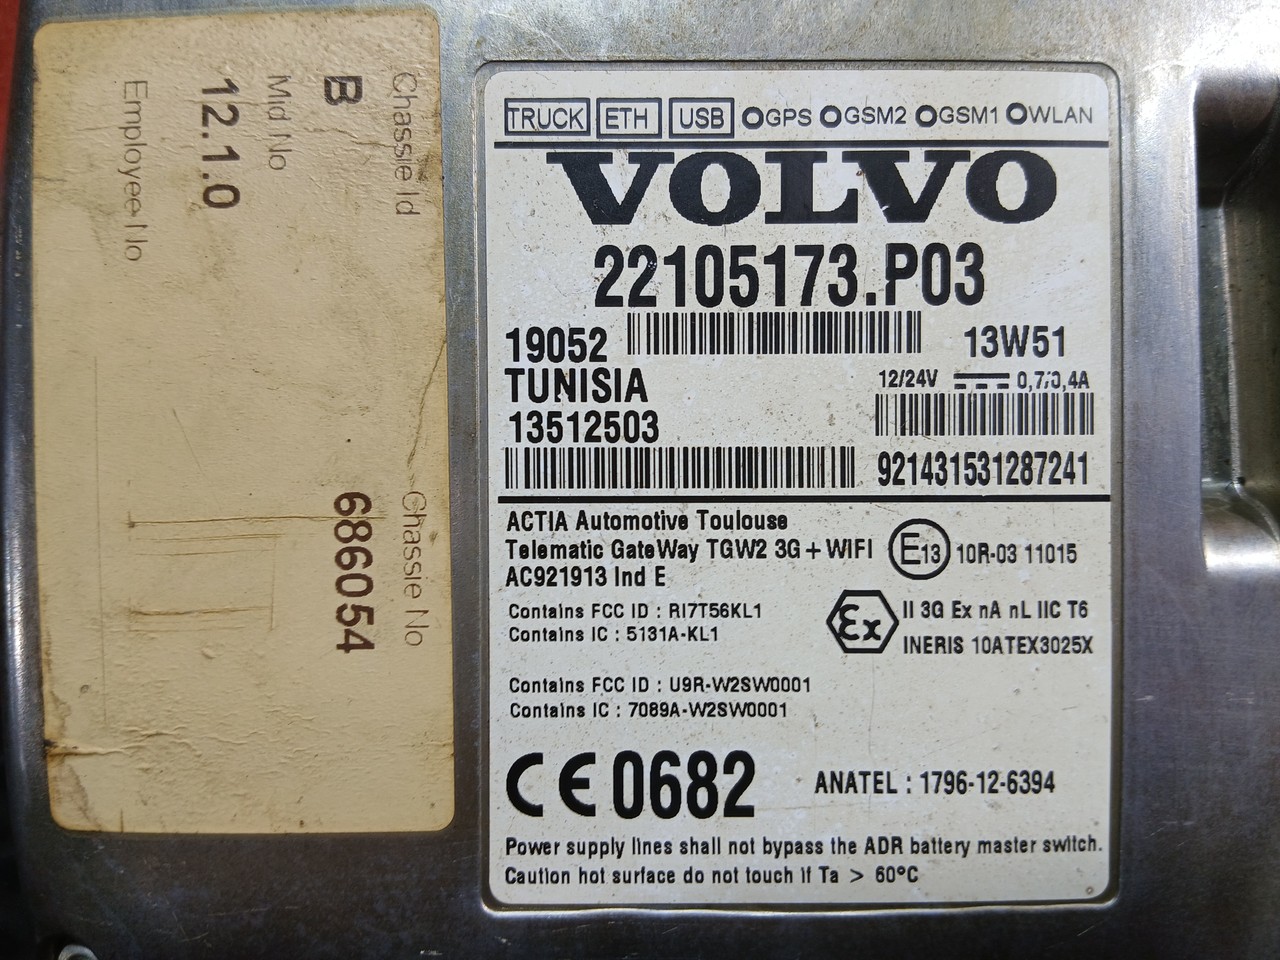 Chassie Id
B
Mid No
12.1.0
Employee No
Chassie No
686054
TRUCK ETH USB GPS GSM2 GSM1 WLAN
VOLVO
22105173.P03
19052 13W51
TUNISIA 12/24V 0,7/0,4A
13512503
921431531287241
ACTIA Automotive Toulouse
Telematic GateWay TGW2 3G+WIFI E13 10R-03 11015
AC921913 Ind E
Contains FCC ID : RI7T56KL1 Ex II 3G Ex nA nL IIC T6
Contains IC : 5131A-KL1 INERIS 10ATEX3025X
Contains FCC ID : U9R-W2SW0001
Contains IC : 7089A-W2SW0001
CE 0682 ANATEL : 1796-12-6394
Power supply lines shall not bypass the ADR battery master switch.
Caution hot surface do not touch if Ta > 60°C